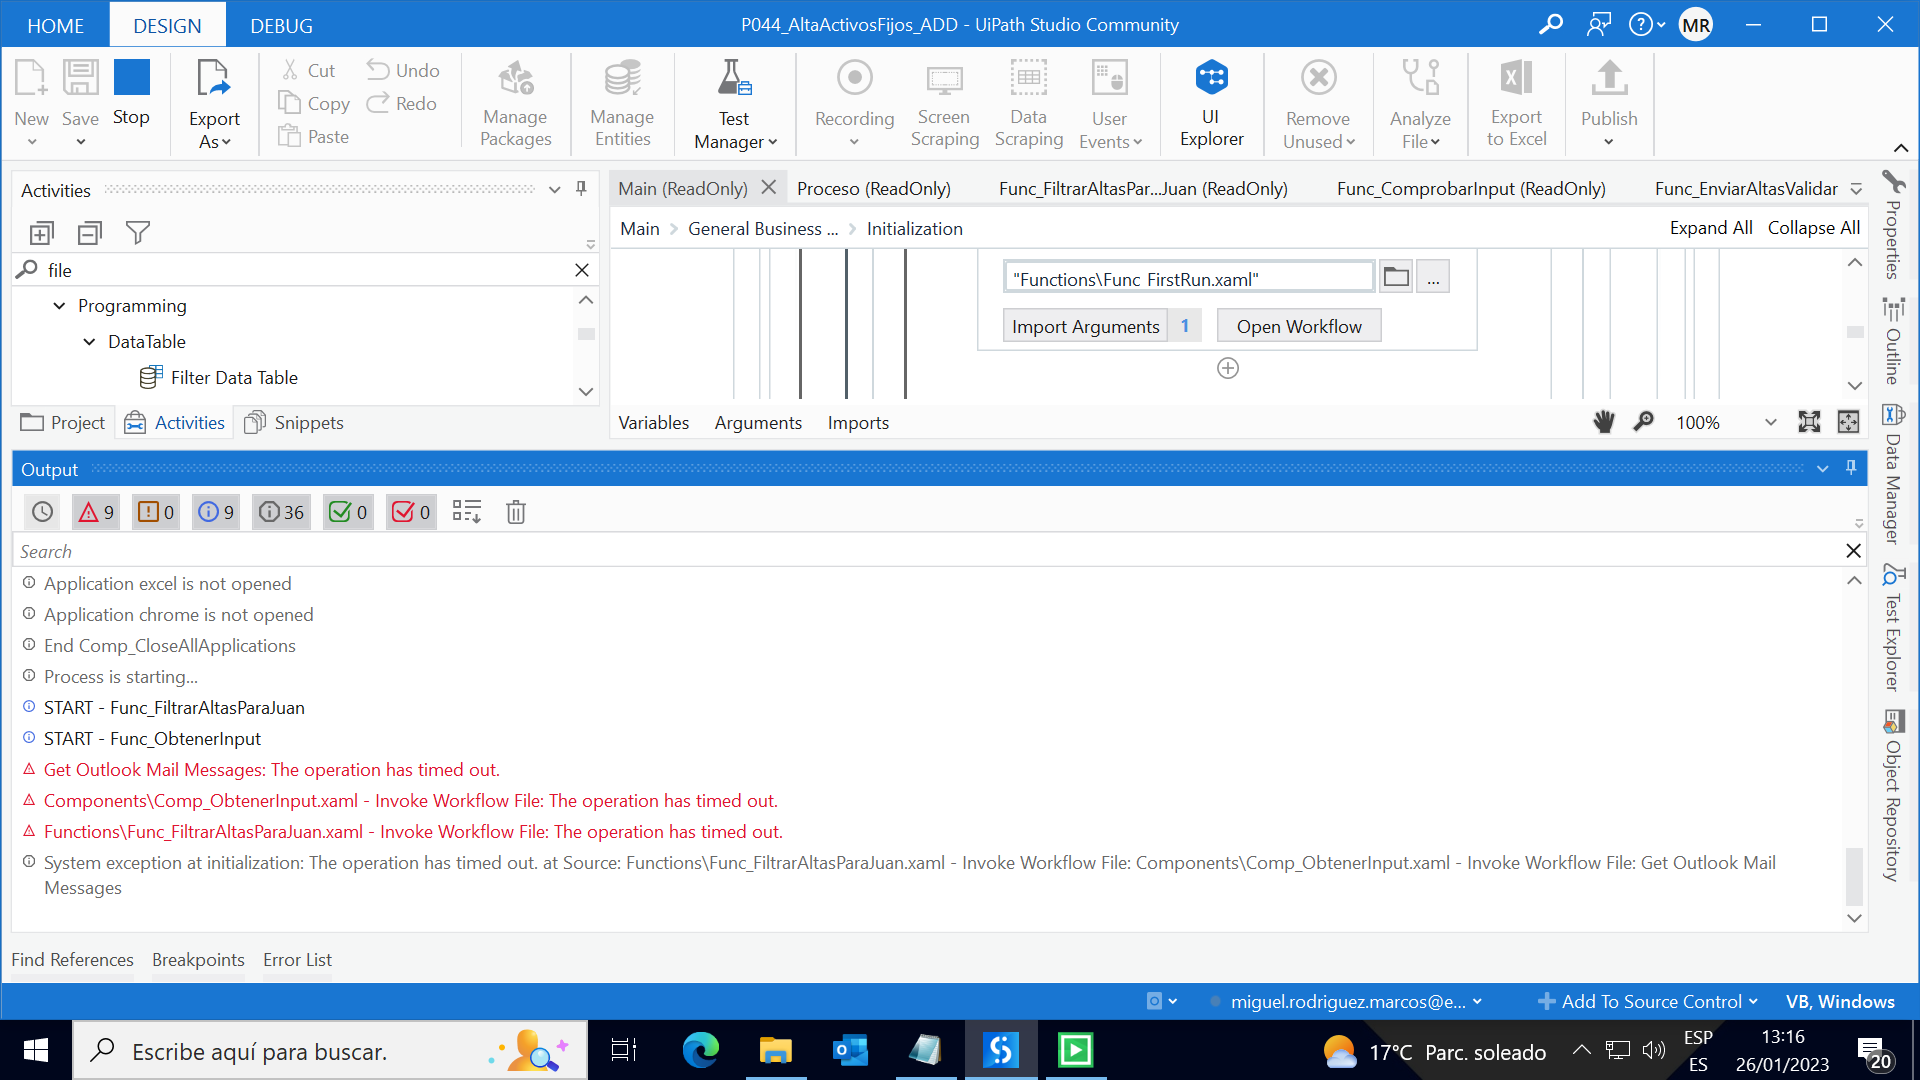 HOME
DESIGN
DEBUG
P044_AltaActivosFijos_ADD - UiPath Studio Community
MR
New
Save
Stop
Export As
Cut
Copy
Paste
Undo
Redo
Manage Packages
Manage Entities
Test Manager
Recording
Screen Scraping
Data Scraping
User Events
UI Explorer
Remove Unused
Analyze File
Export to Excel
Publish
Activities
file
Programming
DataTable
Filter Data Table
Project
Activities
Snippets
Main (ReadOnly)
Proceso (ReadOnly)
Func_FiltrarAltasPar...Juan (ReadOnly)
Func_ComprobarInput (ReadOnly)
Func_EnviarAltasValidar
Main
General Business ...
Initialization
Expand All
Collapse All
"Functions\Func_FirstRun.xaml"
...
Import Arguments
1
Open Workflow
Variables
Arguments
Imports
100%
Properties
Outline
Data Manager
Test Explorer
Object Repository
Output
9
0
9
36
0
0
Search
Application excel is not opened
Application chrome is not opened
End Comp_CloseAllApplications
Process is starting...
START - Func_FiltrarAltasParaJuan
START - Func_ObtenerInput
Get Outlook Mail Messages: The operation has timed out.
Components\Comp_ObtenerInput.xaml - Invoke Workflow File: The operation has timed out.
Functions\Func_FiltrarAltasParaJuan.xaml - Invoke Workflow File: The operation has timed out.
System exception at initialization: The operation has timed out. at Source: Functions\Func_FiltrarAltasParaJuan.xaml - Invoke Workflow File: Components\Comp_ObtenerInput.xaml - Invoke Workflow File: Get Outlook Mail
Messages
Find References
Breakpoints
Error List
miguel.rodriguez.marcos@e...
Add To Source Control
VB, Windows
Escribe aquí para buscar.
17°C Parc. soleado
ESP
ES
13:16
26/01/2023
20